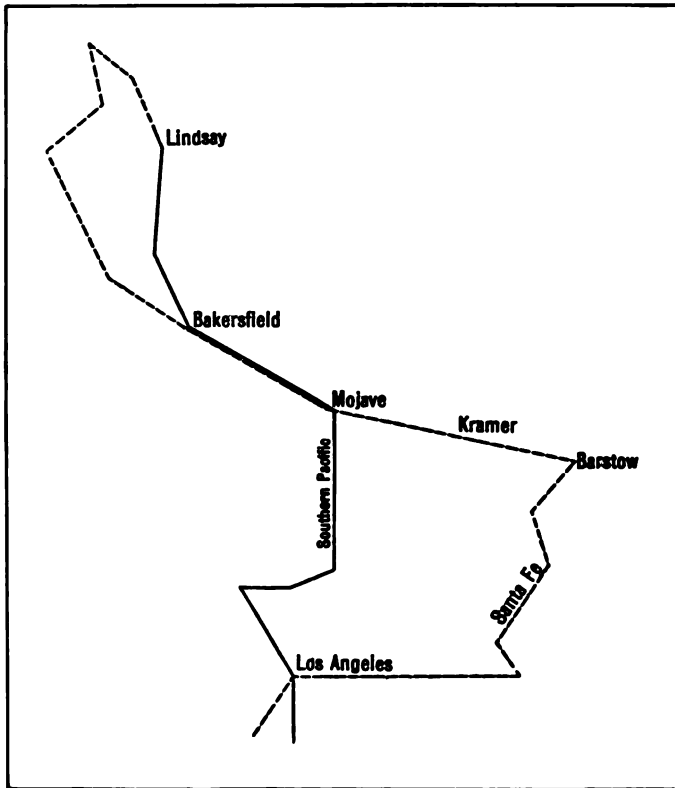 Lindsay
Bakersfield
Mojave
Kramer
Barstow
Southern Pacific
Santa Fe
Los Angeles